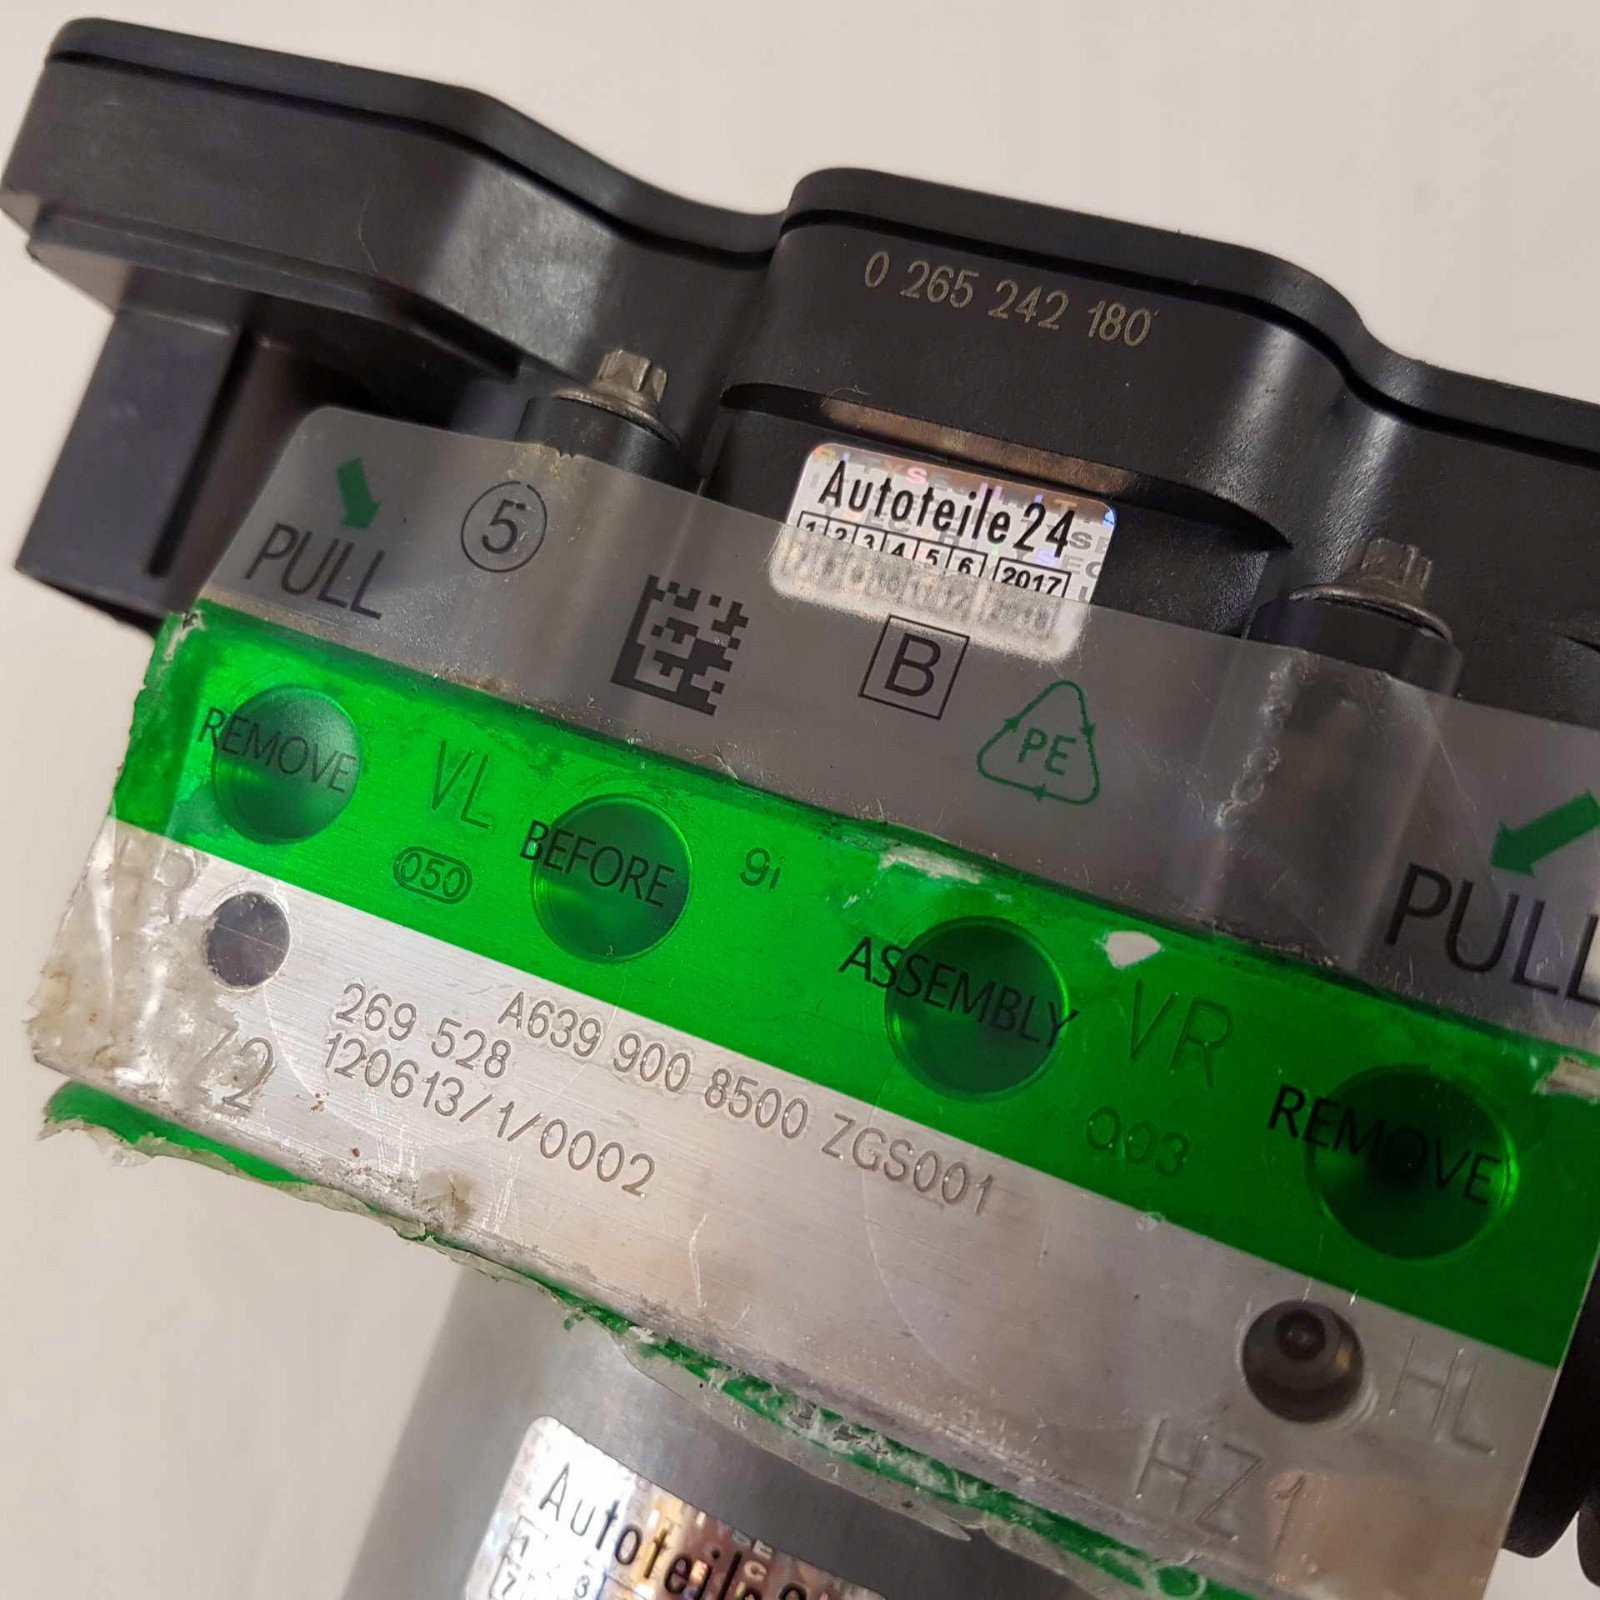 0 265 242 180
Autoteile24
1 2 3 4 5 6 2017
PULL
5
B
PE
PULL
REMOVE
VL
BEFORE
9i
050
ASSEMBLY
VR
REMOVE
003
A639 900 8500 ZGS001
269 528
120613/1/0002
Z2
HL
HZ1
Autoteile
7
3